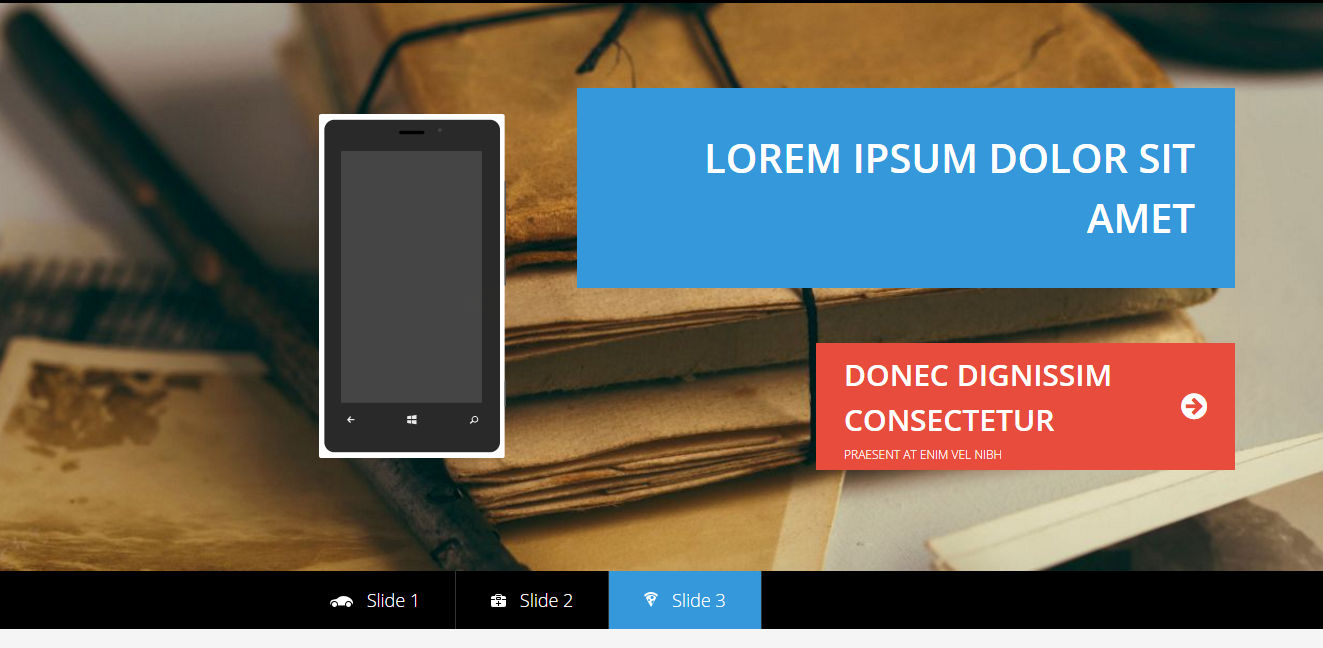 LOREM IPSUM DOLOR SIT
AMET
DONEC DIGNISSIM
CONSECTETUR
PRAESENT AT ENIM VEL NIBH
Slide 1
Slide 2
Slide 3